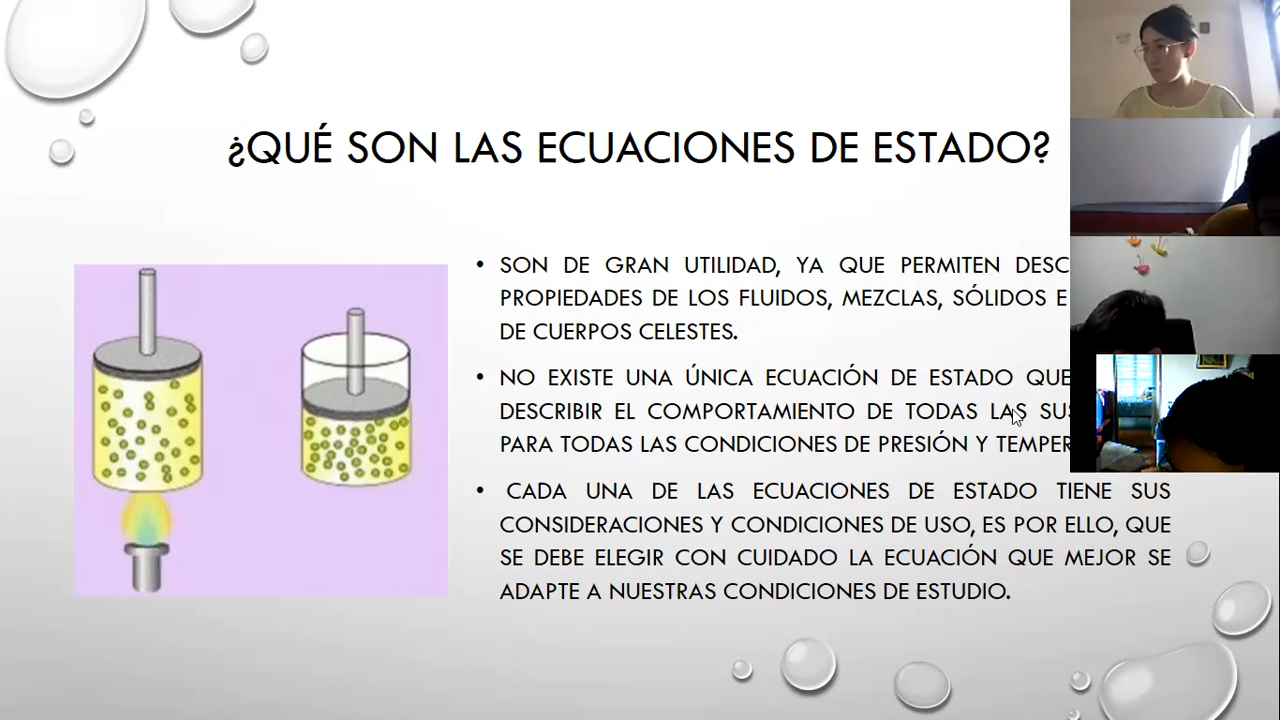 ¿QUÉ SON LAS ECUACIONES DE ESTADO?
SON DE GRAN UTILIDAD, YA QUE PERMITEN
PROPIEDADES DE LOS FLUIDOS, MEZCLAS, SÓLIDOS E
DE CUERPOS CELESTES.
NO EXISTE UNA ÚNICA ECUACIÓN DE ESTADO QUE
DESCRIBIR EL COMPORTAMIENTO DE TODAS LAS
PARA TODAS LAS CONDICIONES DE PRESIÓN Y
CADA UNA DE LAS ECUACIONES DE ESTADO TIENE SUS
CONSIDERACIONES Y CONDICIONES DE USO, ES POR ELLO, QUE
SE DEBE ELEGIR CON CUIDADO LA ECUACIÓN QUE MEJOR SE
ADAPTE A NUESTRAS CONDICIONES DE ESTUDIO.